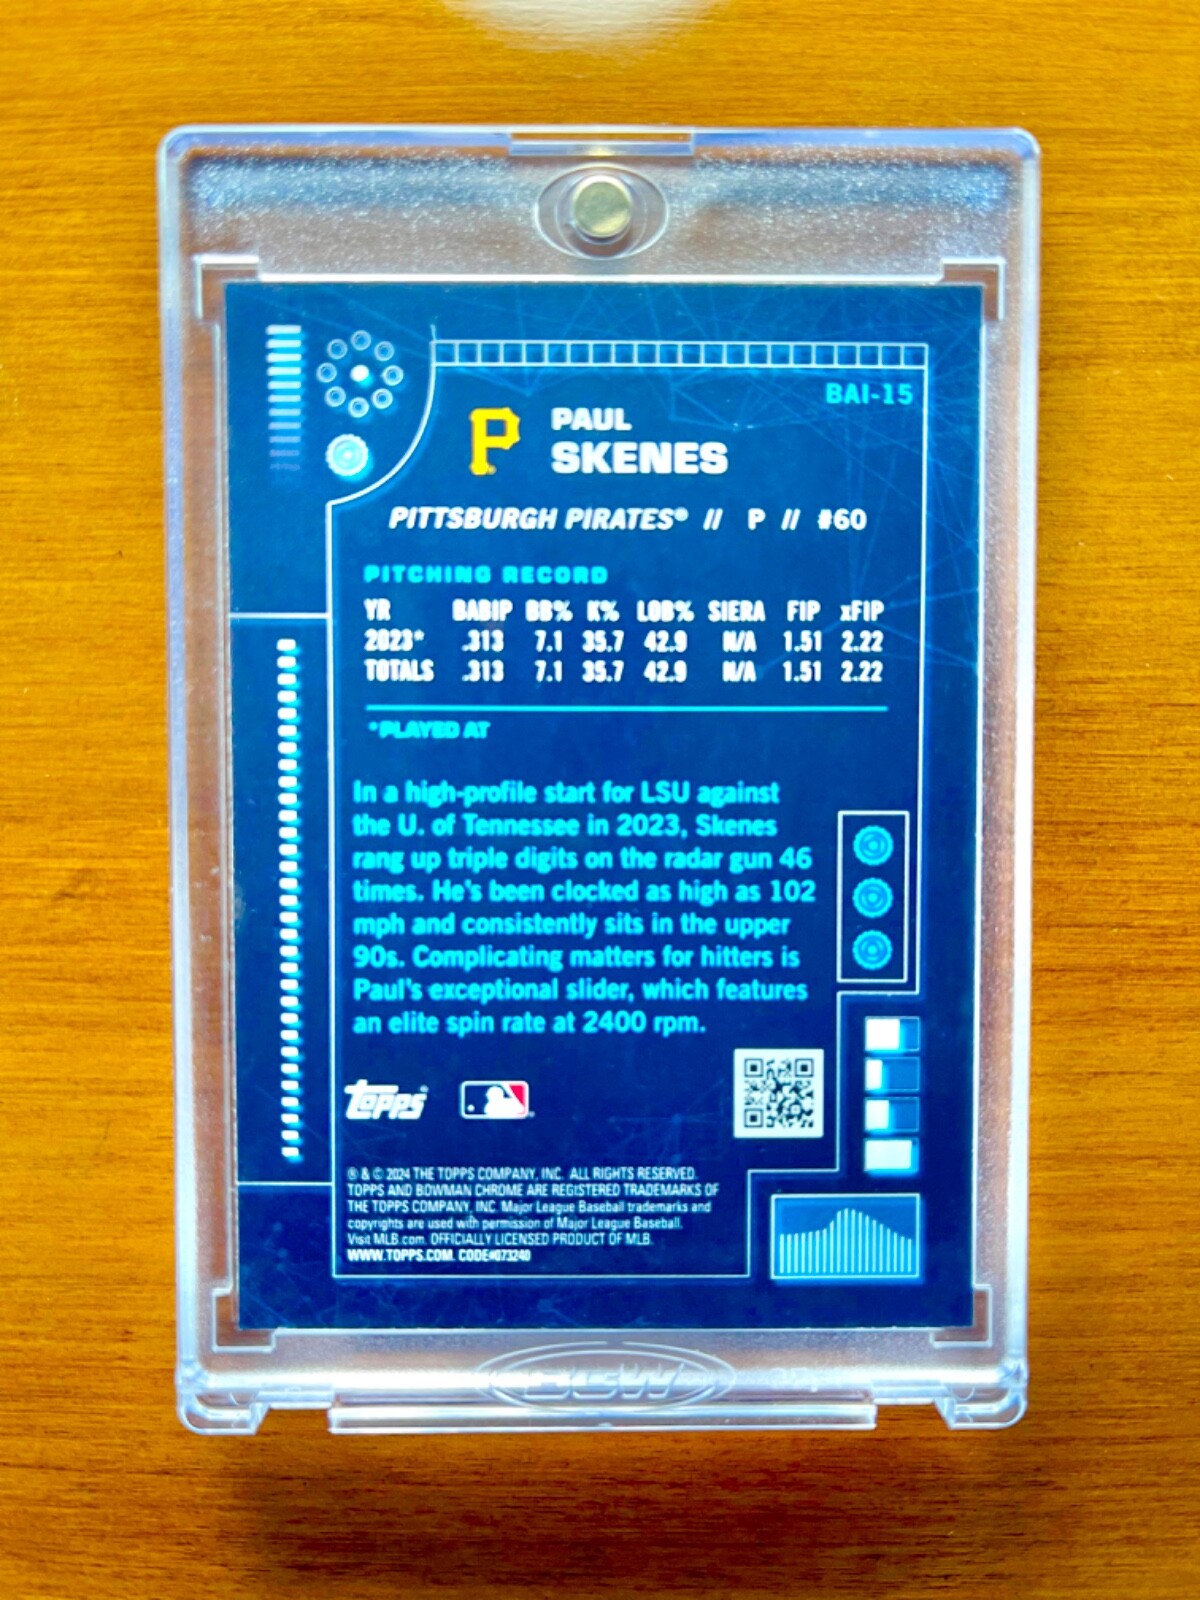 BAI-15
P
PAUL
SKENES
PITTSBURGH PIRATES® // P // #60
PITCHING RECORD
YR BABIP BB% K% LOB% SIERA FIP xFIP
2023* .313 7.1 35.7 42.9 N/A 1.51 2.22
TOTALS .313 7.1 35.7 42.9 N/A 1.51 2.22
*PLAYED AT
In a high-profile start for LSU against
the U. of Tennessee in 2023, Skenes
rang up triple digits on the radar gun 46
times. He's been clocked as high as 102
mph and consistently sits in the upper
90s. Complicating matters for hitters is
Paul's exceptional slider, which features
an elite spin rate at 2400 rpm.
topps
® & © 2024 THE TOPPS COMPANY, INC. ALL RIGHTS RESERVED.
TOPPS AND BOWMAN CHROME ARE REGISTERED TRADEMARKS OF
THE TOPPS COMPANY, INC. Major League Baseball trademarks and
copyrights are used with permission of Major League Baseball.
Visit MLB.com. OFFICIALLY LICENSED PRODUCT OF MLB.
WWW.TOPPS.COM. CODE#073240
BCW